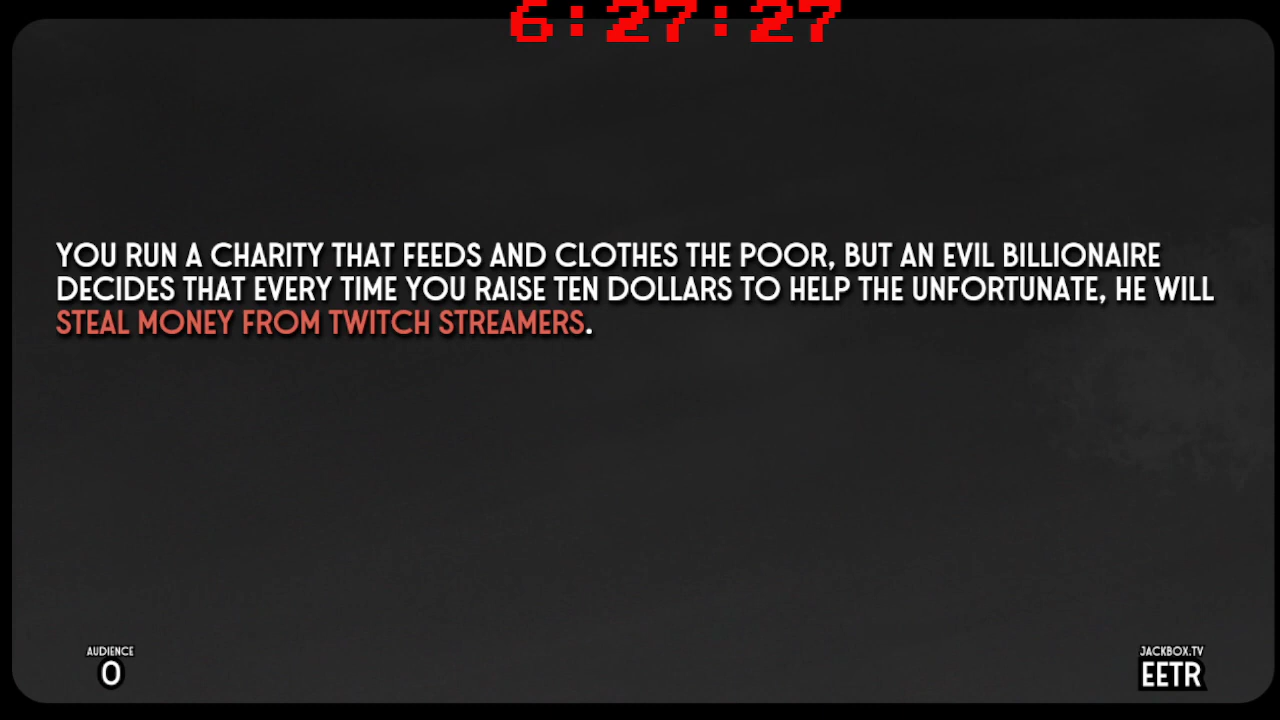 6:27:27
YOU RUN A CHARITY THAT FEEDS AND CLOTHES THE POOR, BUT AN EVIL BILLIONAIRE
DECIDES THAT EVERY TIME YOU RAISE TEN DOLLARS TO HELP THE UNFORTUNATE, HE WILL
STEAL MONEY FROM TWITCH STREAMERS.
AUDIENCE
0
JACKBOX.TV
EETR